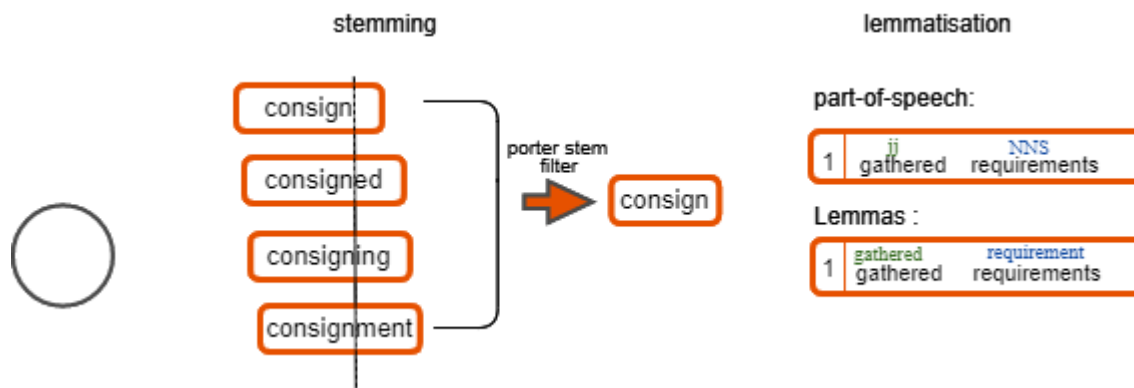 stemming
consign
consigned
consigning
consignment
porter stem
filter
consign
lemmatisation
part-of-speech:
jj NNS
1 gathered requirements
Lemmas :
gathered requirement
1 gathered requirements